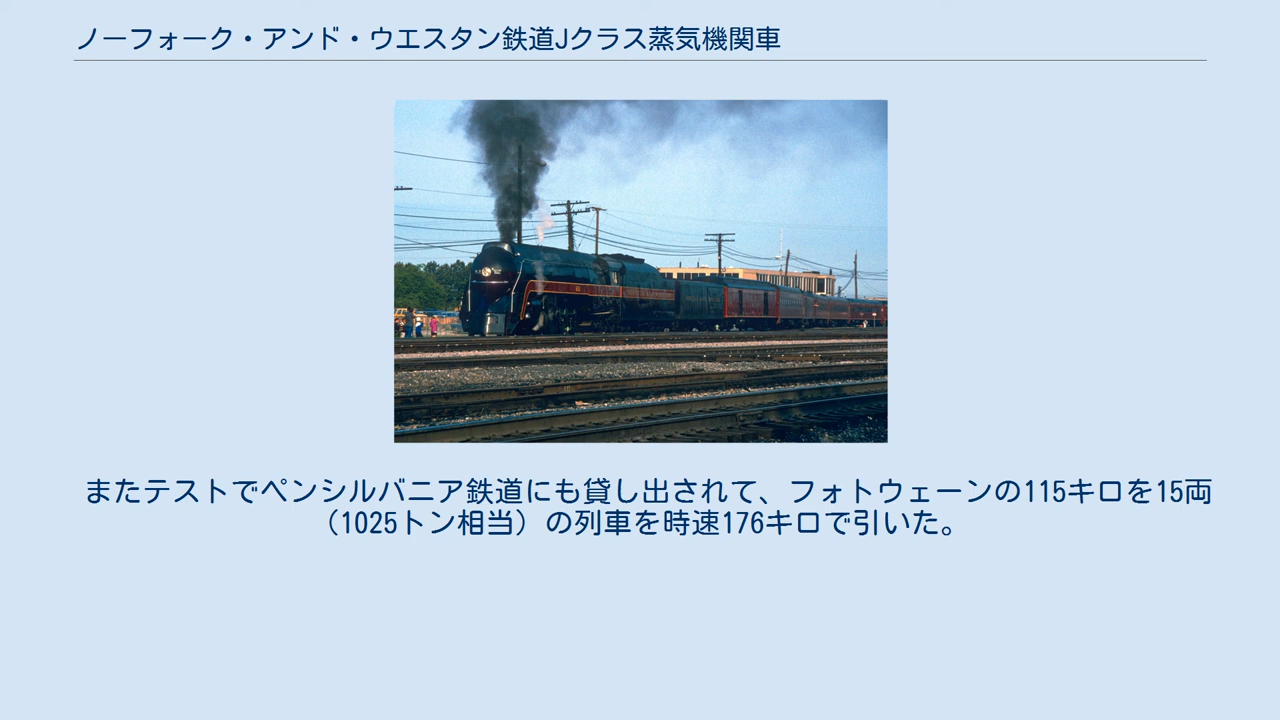 ノーフォーク・アンド・ウエスタン鉄道Jクラス蒸気機関車
またテストでペンシルバニア鉄道にも貸し出されて、フォトウェーンの115キロを15両
（1025トン相当）の列車を時速176キロで引いた。